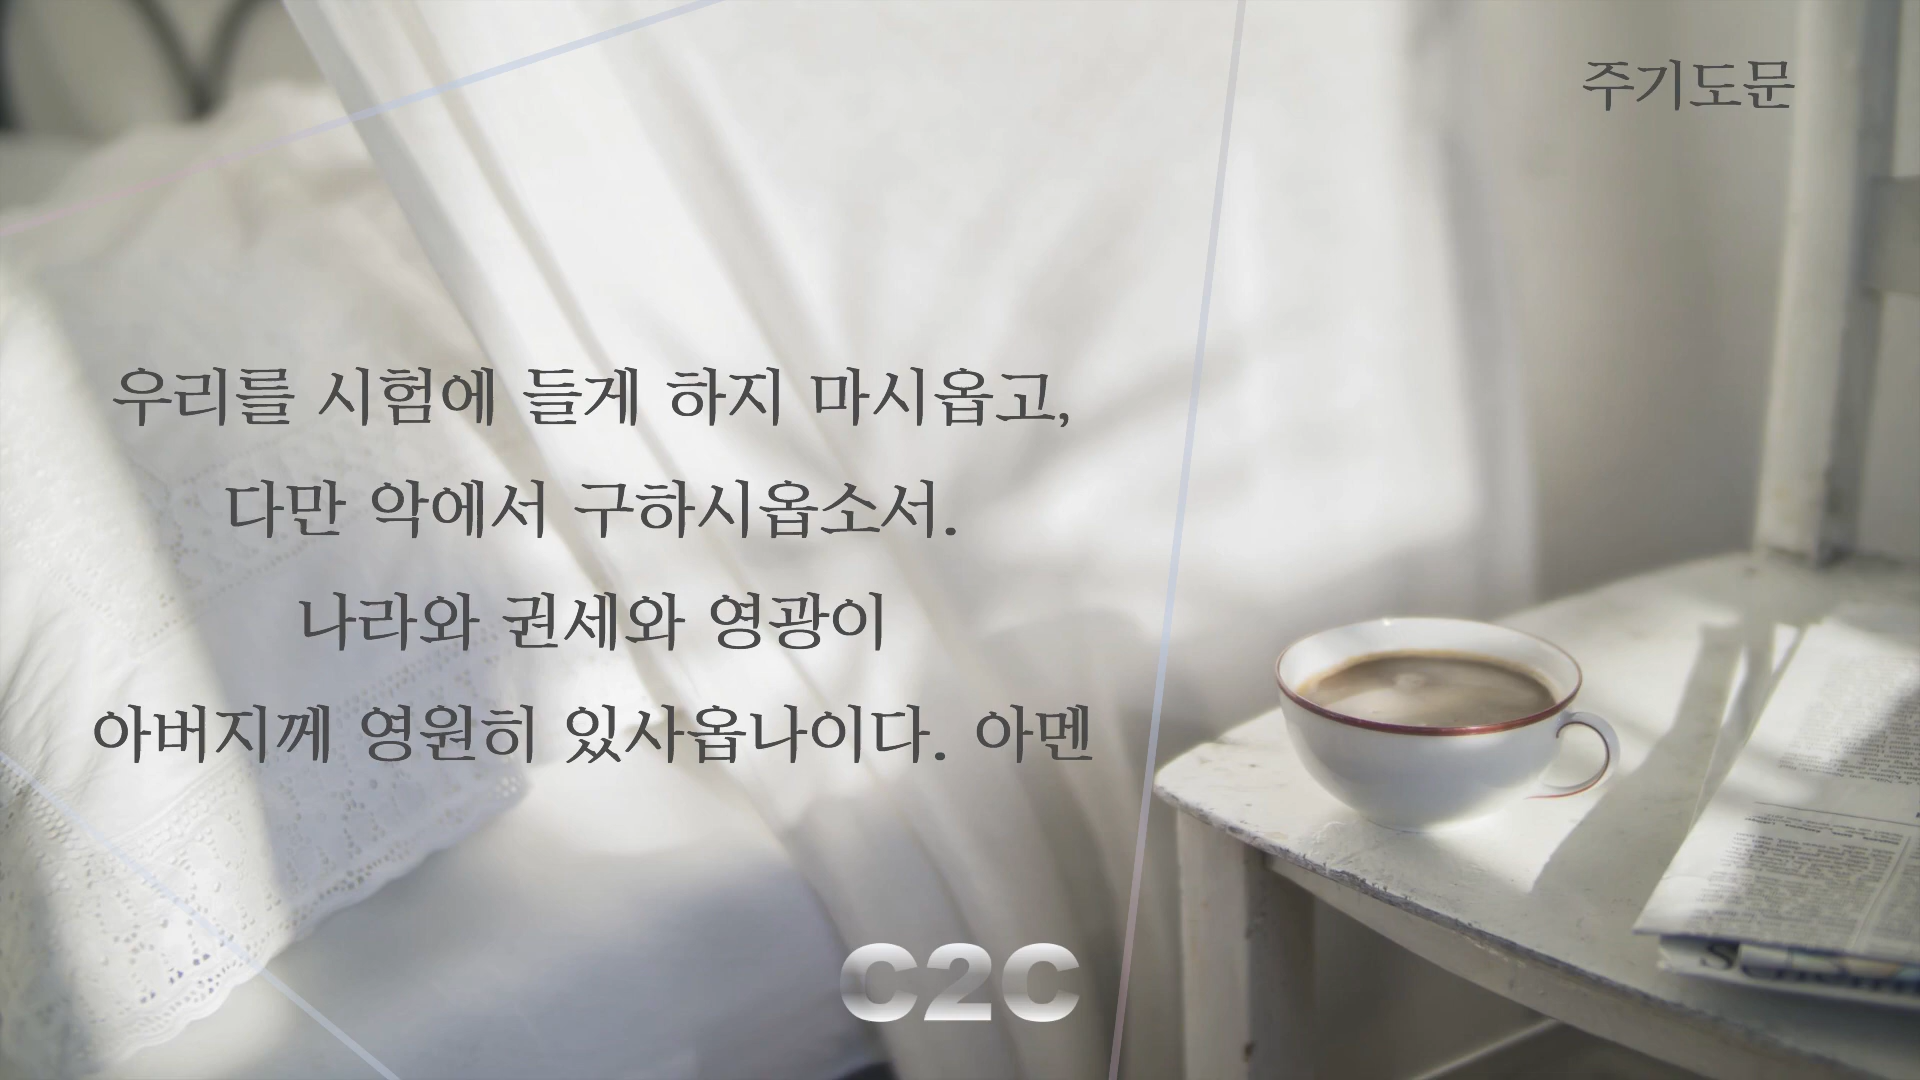 주기도문
우리를 시험에 들게 하지 마시옵고,
다만 악에서 구하시옵소서.
나라와 권세와 영광이
아버지께 영원히 있사옵나이다. 아멘
C2C